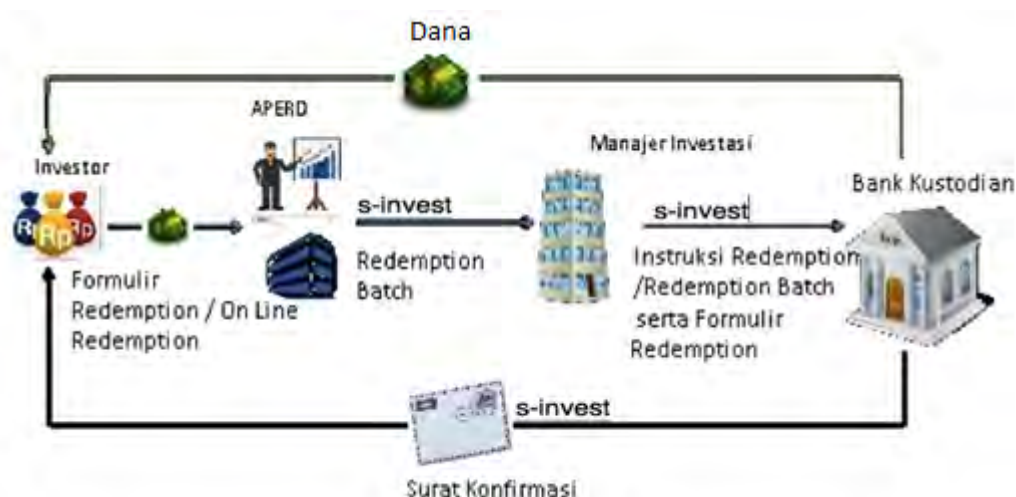 Dana
APERD
Investor
Manajer Investasi
Bank Kustodian
s-invest
s-invest
Formulir
Redemption / On Line
Redemption
Redemption
Batch
Instruksi Redemption
/Redemption Batch
serta Formulir
Redemption
s-invest
Surat Konfirmasi